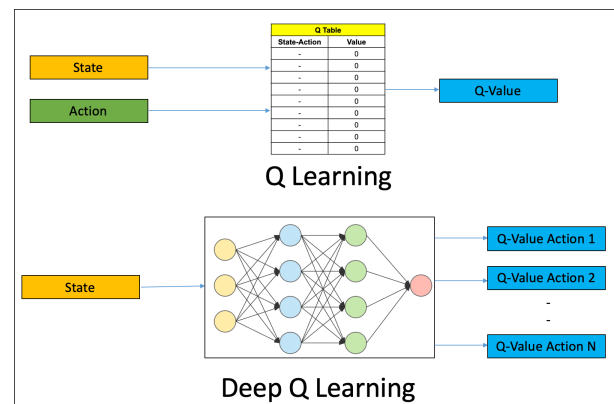 Q Table
State-Action Value
- 0
- 0
- 0
- 0
- 0
- 0
- 0
- 0
- 0
State
Action
Q-Value
Q Learning
State
Q-Value Action 1
Q-Value Action 2
-
-
Q-Value Action N
Deep Q Learning